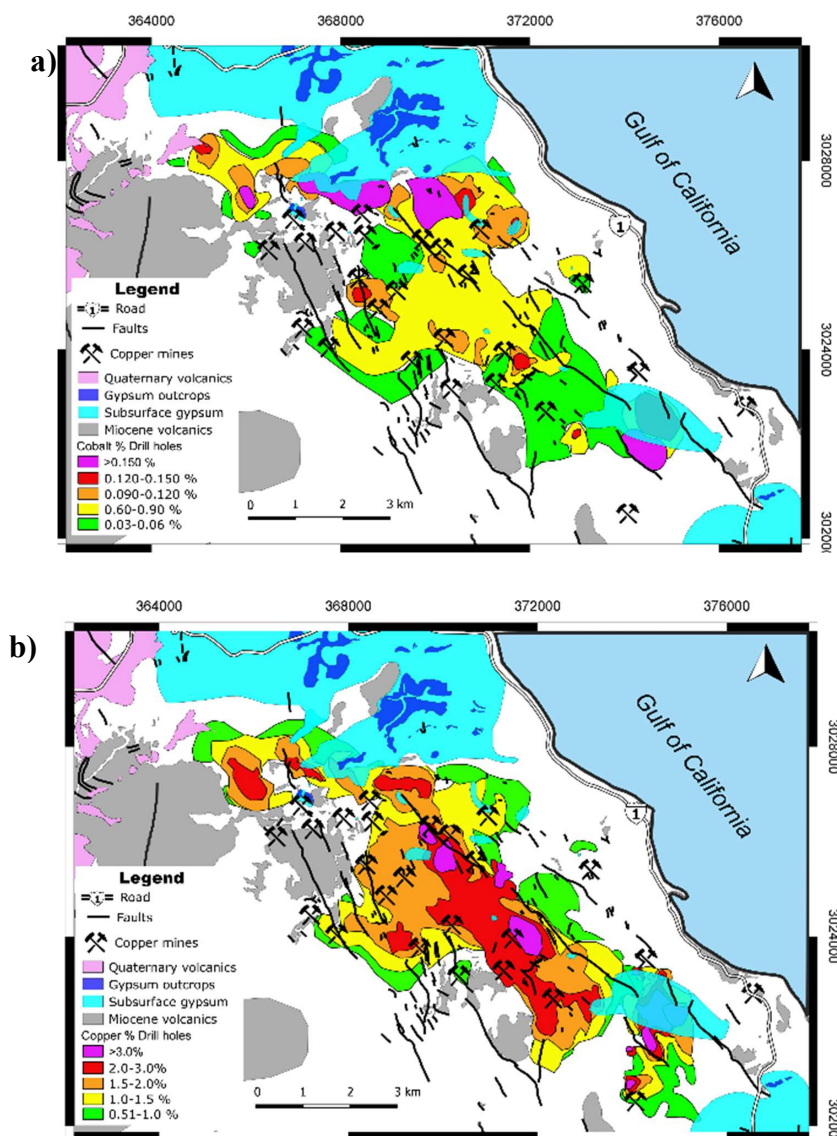 364000 368000 372000 376000
a)
Gulf of California
3028000
1
Legend
1 Road
Faults
Copper mines
Quaternary volcanics
Gypsum outcrops
Subsurface gypsum
Miocene volcanics
Cobalt % Drill holes
>0.150 %
0.120-0.150 %
0.090-0.120 %
0.60-0.90 %
0.03-0.06 %
3024000
0 1 2 3 km
302200
364000 368000 372000 376000
b)
Gulf of California
3028000
1
Legend
1 Road
Faults
Copper mines
Quaternary volcanics
Gypsum outcrops
Subsurface gypsum
Miocene volcanics
Copper % Drill holes
>3.0%
2.0-3.0%
1.5-2.0%
1.0-1.5 %
0.51-1.0 %
3024000
0 1 2 3 km